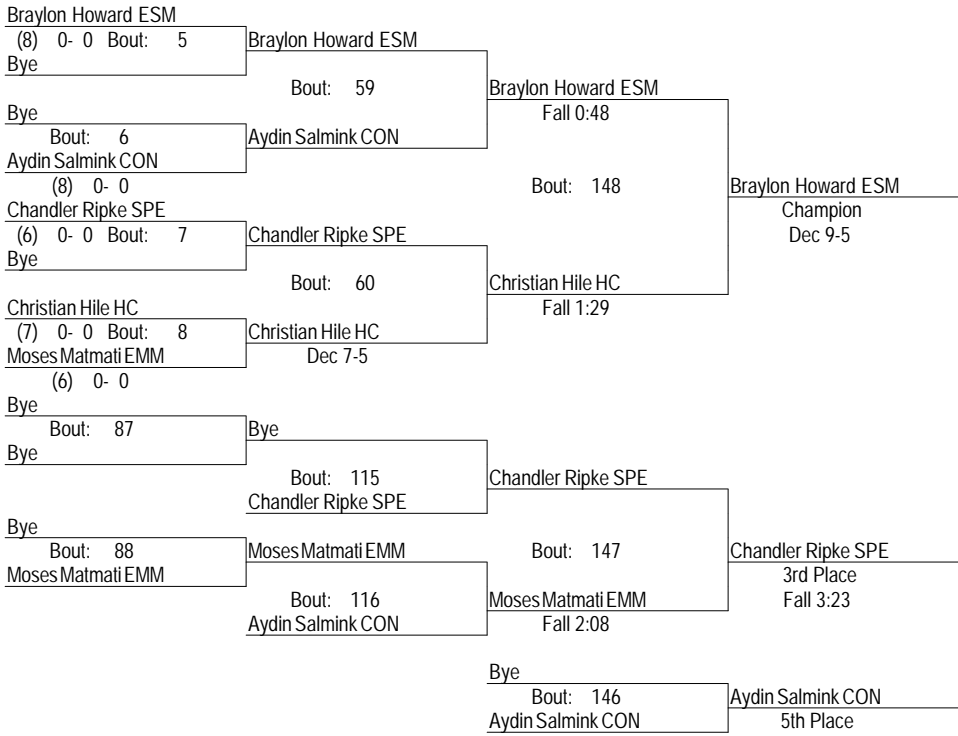 Braylon Howard ESM
(8) 0- 0 Bout: 5
Bye
Braylon Howard ESM
Bout: 59
Bye
Bout: 6
Aydin Salmink CON
(8) 0- 0
Aydin Salmink CON
Braylon Howard ESM
Fall 0:48
Bout: 148
Chandler Ripke SPE
(6) 0- 0 Bout: 7
Bye
Chandler Ripke SPE
Bout: 60
Christian Hile HC
(7) 0- 0 Bout: 8
Moses Matmati EMM
(6) 0- 0
Christian Hile HC
Dec 7-5
Christian Hile HC
Fall 1:29
Braylon Howard ESM
Champion
Dec 9-5
Bye
Bout: 87
Bye
Bye
Bout: 115
Chandler Ripke SPE
Chandler Ripke SPE
Bye
Bout: 88
Moses Matmati EMM
Moses Matmati EMM
Bout: 116
Aydin Salmink CON
Bout: 147
Moses Matmati EMM
Fall 2:08
Chandler Ripke SPE
3rd Place
Fall 3:23
Bye
Bout: 146
Aydin Salmink CON
Aydin Salmink CON
5th Place